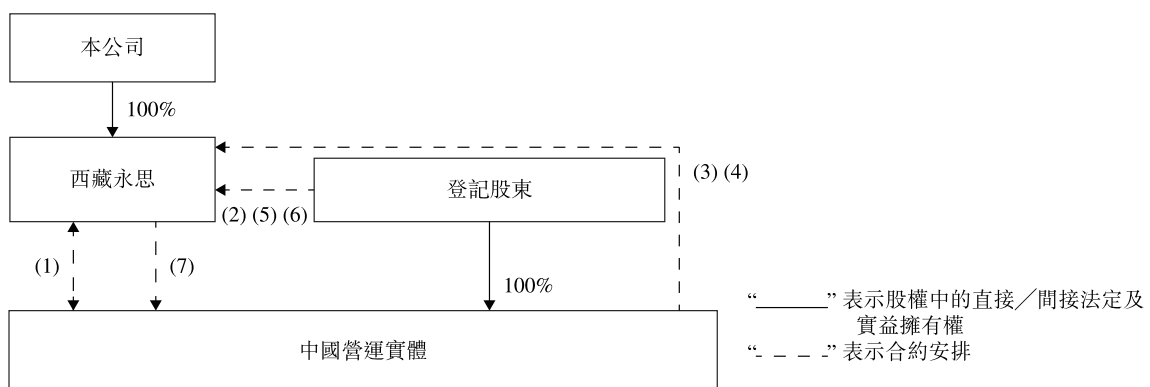 本公司
100%
西藏永思
登記股東
(3) (4)
(2) (5) (6)
(1)
(7)
100%
中國營運實體
“______” 表示股權中的直接／間接法定及
實益擁有權
“_ _ _ _” 表示合約安排